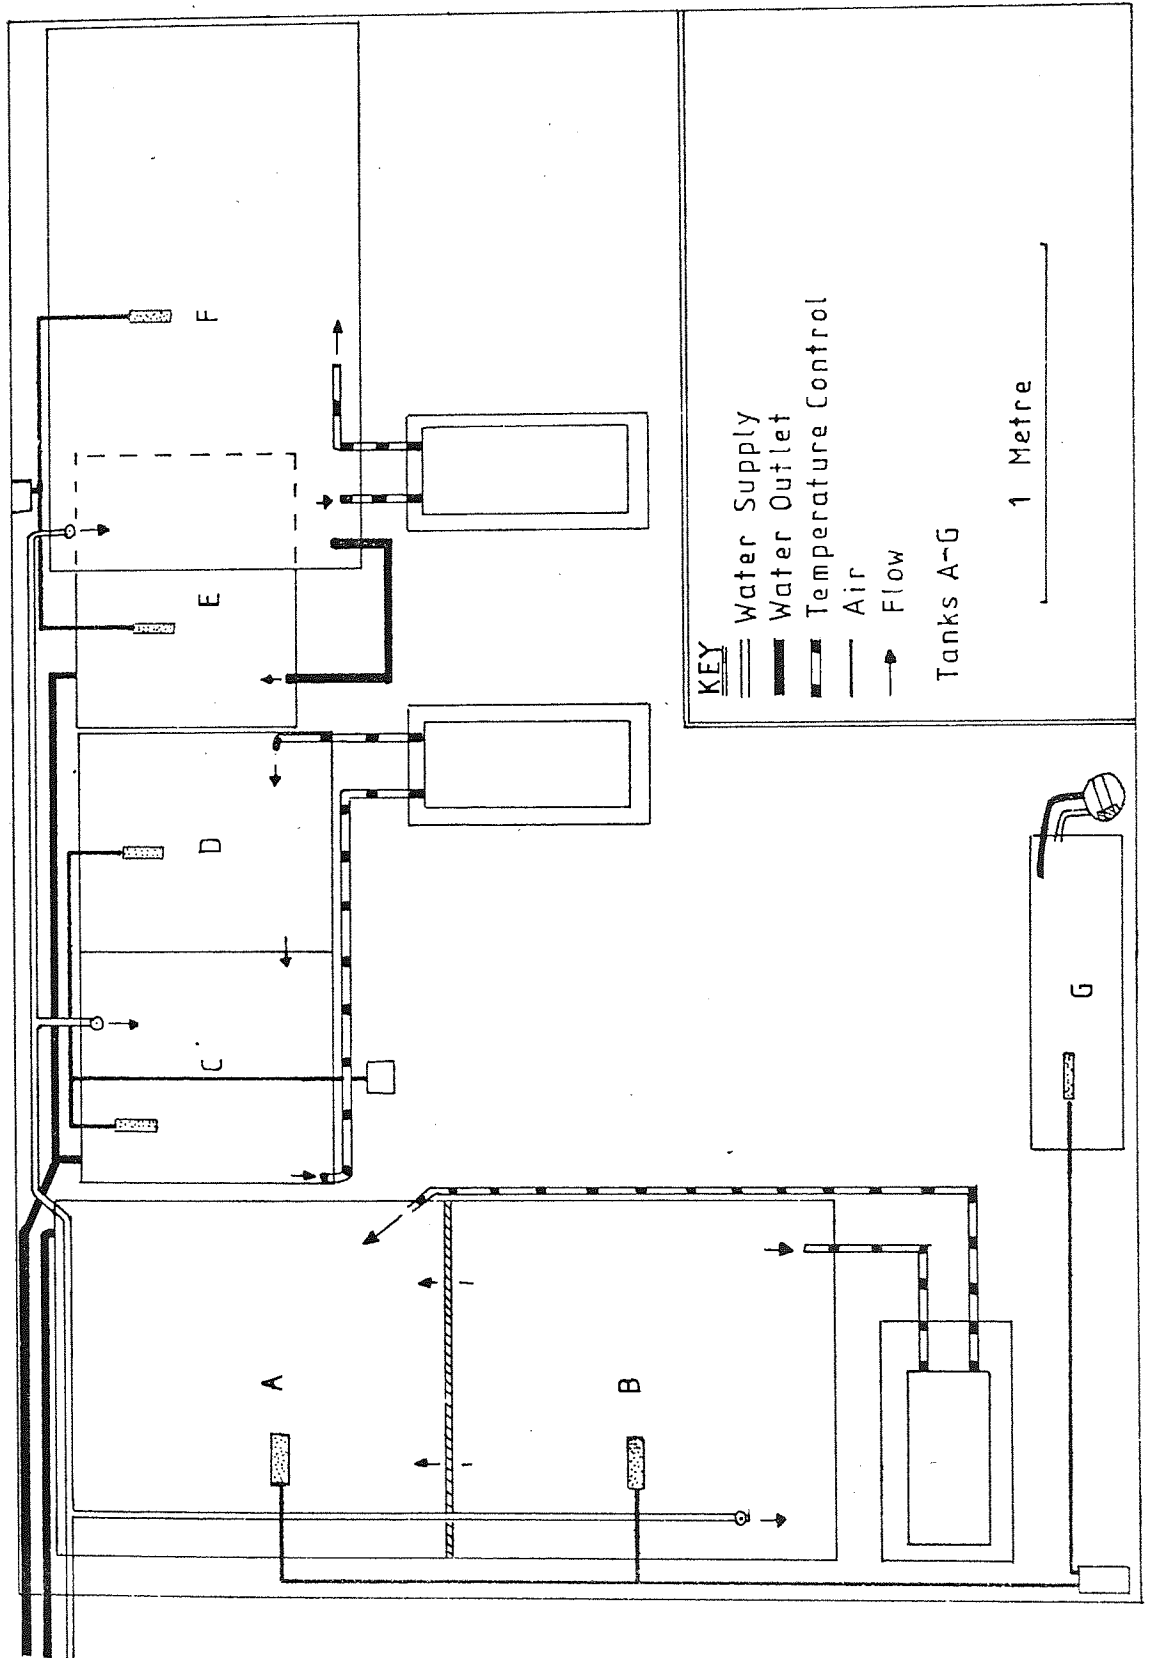 F
E
D
C
A
B
G
KEY
Water Supply
Water Outlet
Temperature Control
Air
Flow
Tanks A-G
1 Metre